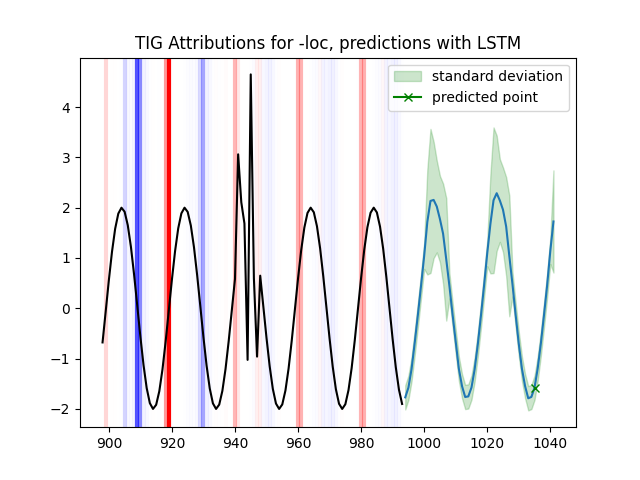 TIG Attributions for -loc, predictions with LSTM
standard deviation
predicted point
4
3
2
1
0
−1
−2
900 920 940 960 980 1000 1020 1040